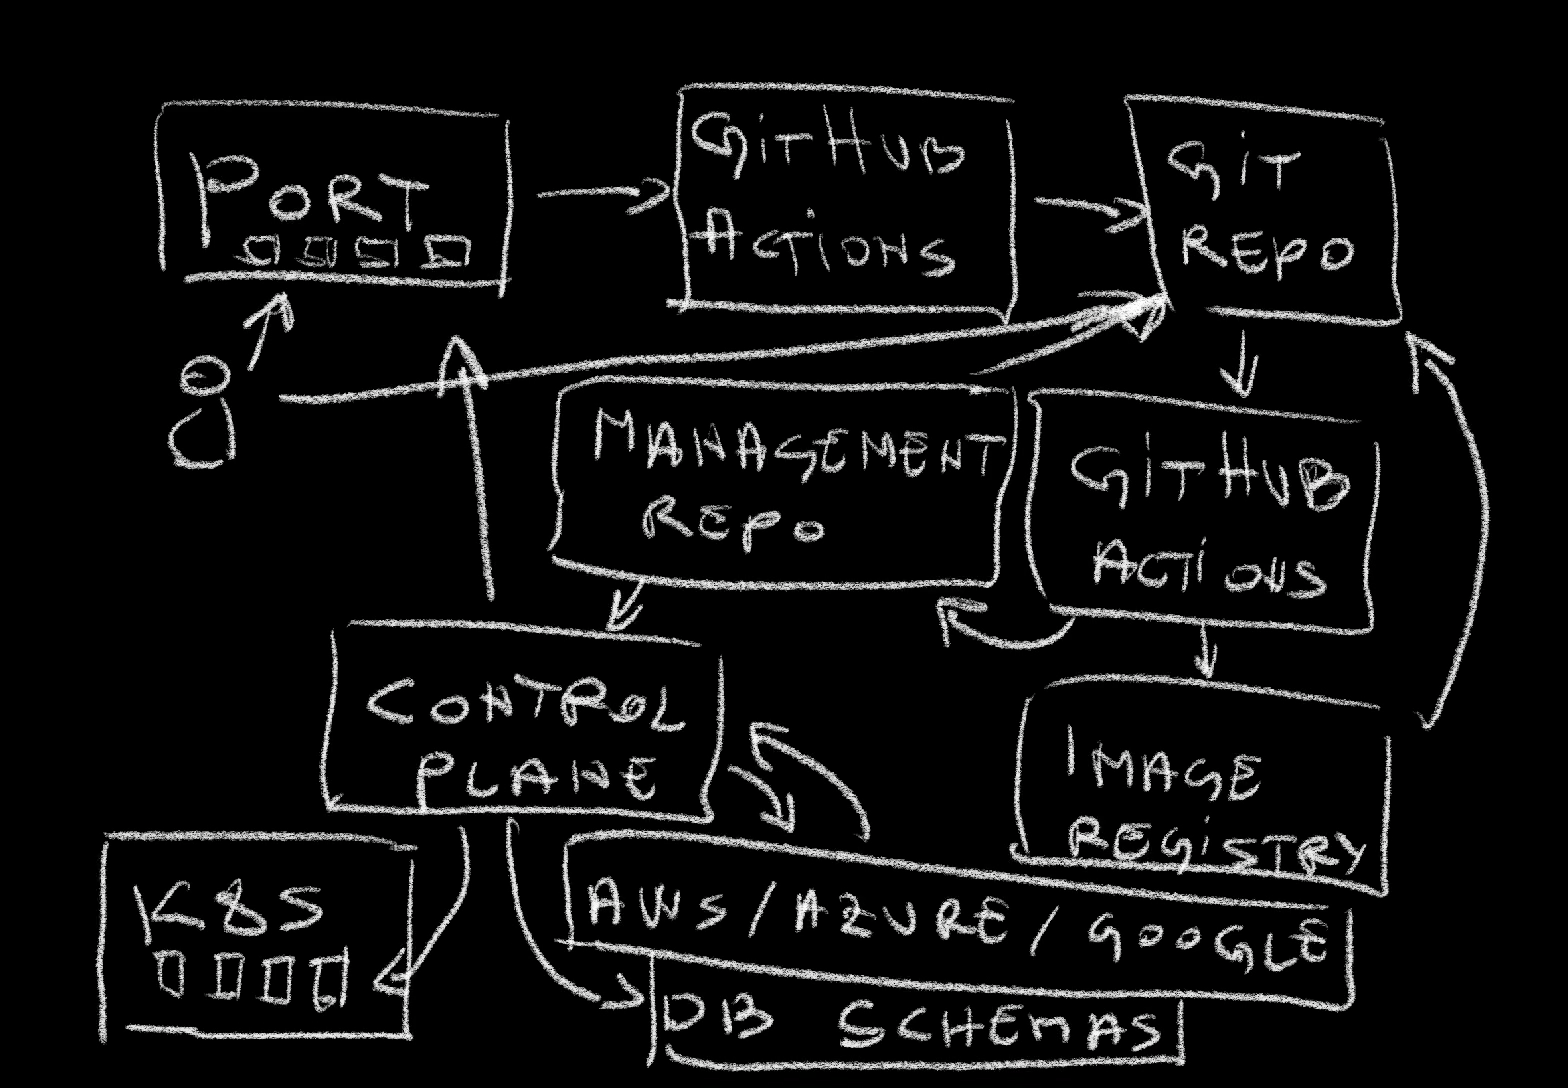 PORT
GITHUB
ACTIONS
GIT
REPO
MANAGEMENT
REPO
GITHUB
ACTIONS
CONTROL
PLANE
IMAGE
REGISTRY
K8S
AWS/AZURE/GOOGLE
DB SCHEMAS